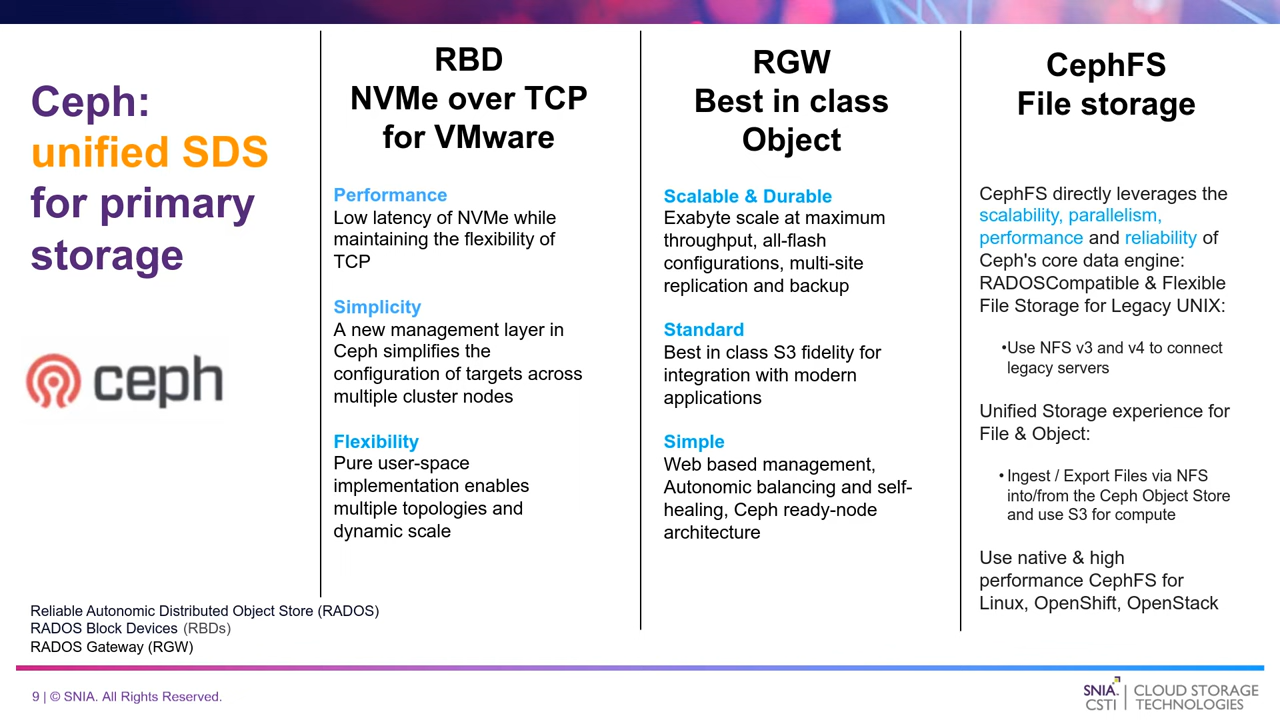 Ceph:
unified SDS
for primary
storage
ceph
RBD
NVMe over TCP
for VMware
Performance
Low latency of NVMe while
maintaining the flexibility of
TCP
Simplicity
A new management layer in
Ceph simplifies the
configuration of targets across
multiple cluster nodes
Flexibility
Pure user-space
implementation enables
multiple topologies and
dynamic scale
RGW
Best in class
Object
Scalable & Durable
Exabyte scale at maximum
throughput, all-flash
configurations, multi-site
replication and backup
Standard
Best in class S3 fidelity for
integration with modern
applications
Simple
Web based management,
Autonomic balancing and self-
healing, Ceph ready-node
architecture
CephFS
File storage
CephFS directly leverages the
scalability, parallelism,
performance and reliability of
Ceph's core data engine:
RADOSCompatible & Flexible
File Storage for Legacy UNIX:
•Use NFS v3 and v4 to connect
legacy servers
Unified Storage experience for
File & Object:
• Ingest / Export Files via NFS
into/from the Ceph Object Store
and use S3 for compute
Use native & high
performance CephFS for
Linux, OpenShift, OpenStack
Reliable Autonomic Distributed Object Store (RADOS)
RADOS Block Devices (RBDs)
RADOS Gateway (RGW)
9 | © SNIA. All Rights Reserved.
SNIA.
CSTI
CLOUD STORAGE
TECHNOLOGIES